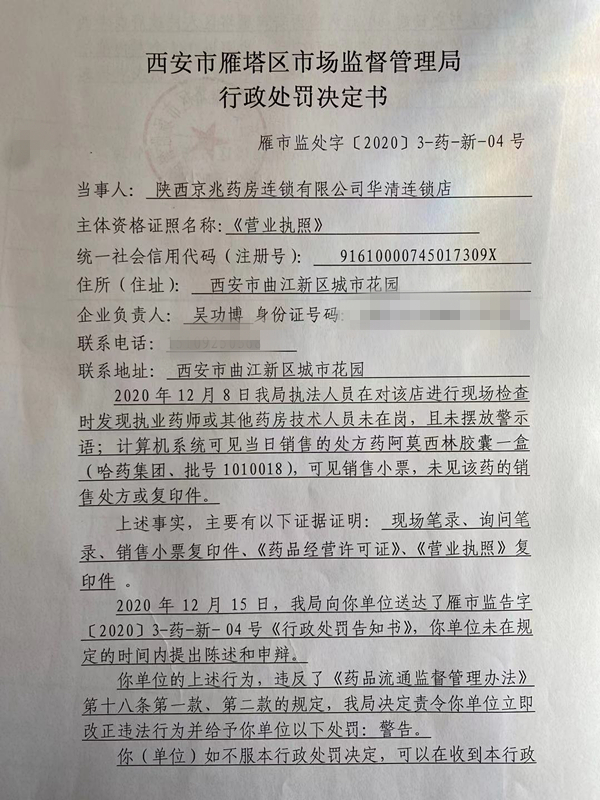 西安市雁塔区市场监督管理局
行政处罚决定书
雁市监处字〔2020〕3-药-新-04号
当事人：陕西京兆药房连锁有限公司华清连锁店
主体资格证照名称：《营业执照》
统一社会信用代码（注册号）： 91610000745017309X
住所（住址）： 西安市曲江新区城市花园
企业负责人： 吴功博 身份证号码:
联系电话：
联系地址： 西安市曲江新区城市花园
2020年12月8日我局执法人员在对该店进行现场检查
时发现执业药师或其他药房技术人员未在岗，且未摆放警示
语；计算机系统可见当日销售的处方药阿莫西林胶囊一盒
（哈药集团、批号1010018），可见销售小票，未见该药的销
售处方或复印件。
上述事实，主要有以下证据证明： 现场笔录、询问笔
录、销售小票复印件、《药品经营许可证》、《营业执照》复
印件 。
2020年12月15日，我局向你单位送达了雁市监告字
〔2020〕3-药-新-04号《行政处罚告知书》，你单位未在规
定的时间内提出陈述和申辩。
你单位的上述行为，违反了《药品流通监督管理办法》
第十八条第一款、第二款的规定，我局决定责令你单位立即
改正违法行为并给予你单位以下处罚：警告。
你（单位）如不服本行政处罚决定，可以在收到本行政